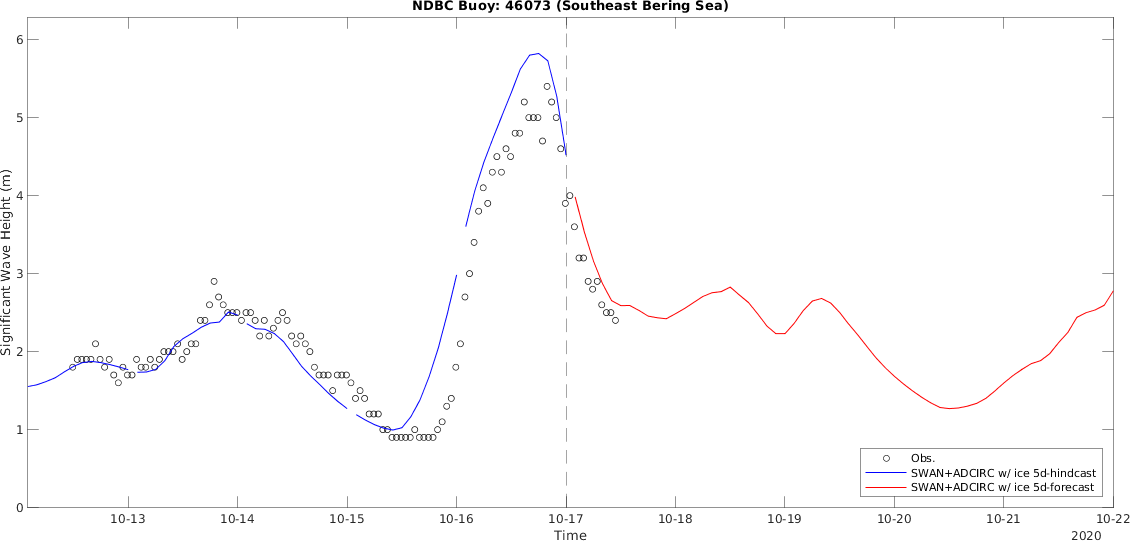 NDBC Buoy: 46073 (Southeast Bering Sea)
Significant Wave Height (m)
6
5
4
3
2
1
0
Obs.
SWAN+ADCIRC w/ ice 5d-hindcast
SWAN+ADCIRC w/ ice 5d-forecast
10-13 10-14 10-15 10-16 10-17 10-18 10-19 10-20 10-21 10-22
Time
2020